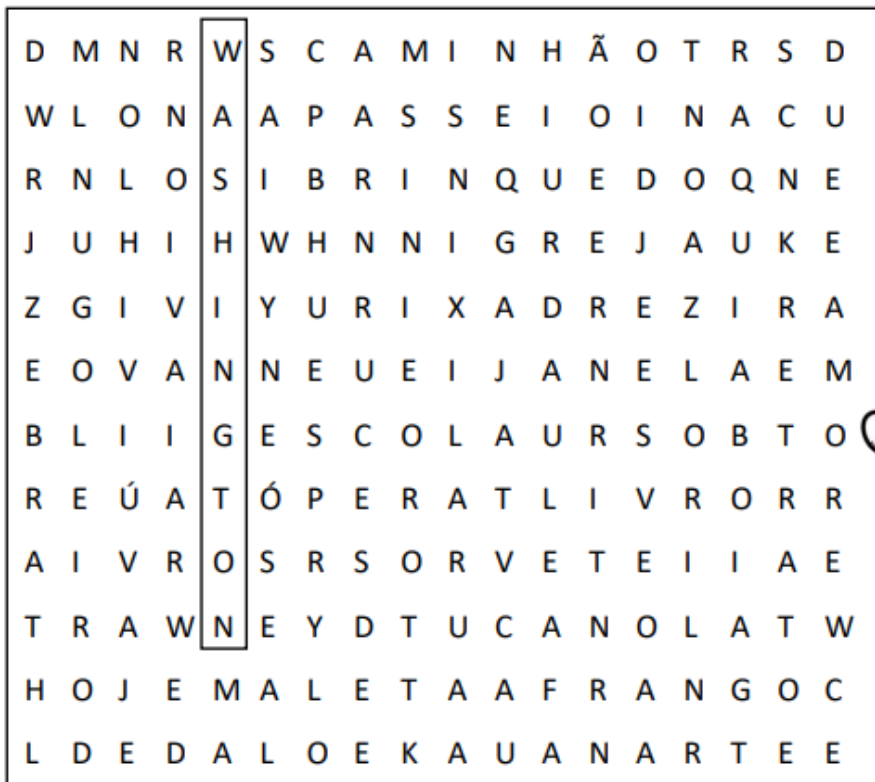 D M N R W S C A M I N H Ã O T R S D
W L O N A A P A S S E I O I N A C U
R N L O S I B R I N Q U E D O Q N E
J U H I H W H N N I G R E J A U K E
Z G I V I Y U R I X A D R E Z I R A
E O V A N N E U E I J A N E L A E M
B L I I G E S C O L A U R S O B T O
R E Ú A T Ó P E R A T L I V R O R R
A I V R O S R S O R V E T E I I A E
T R A W N E Y D T U C A N O L A T W
H O J E M A L E T A A F R A N G O C
L D E D A L O E K A U A N A R T E E